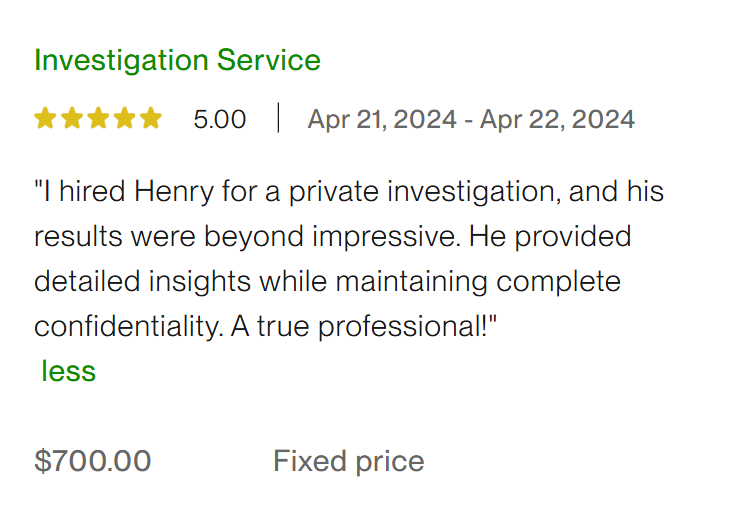 Investigation Service
5.00 | Apr 21, 2024 - Apr 22, 2024
"I hired Henry for a private investigation, and his
results were beyond impressive. He provided
detailed insights while maintaining complete
confidentiality. A true professional!"
less
$700.00 Fixed price